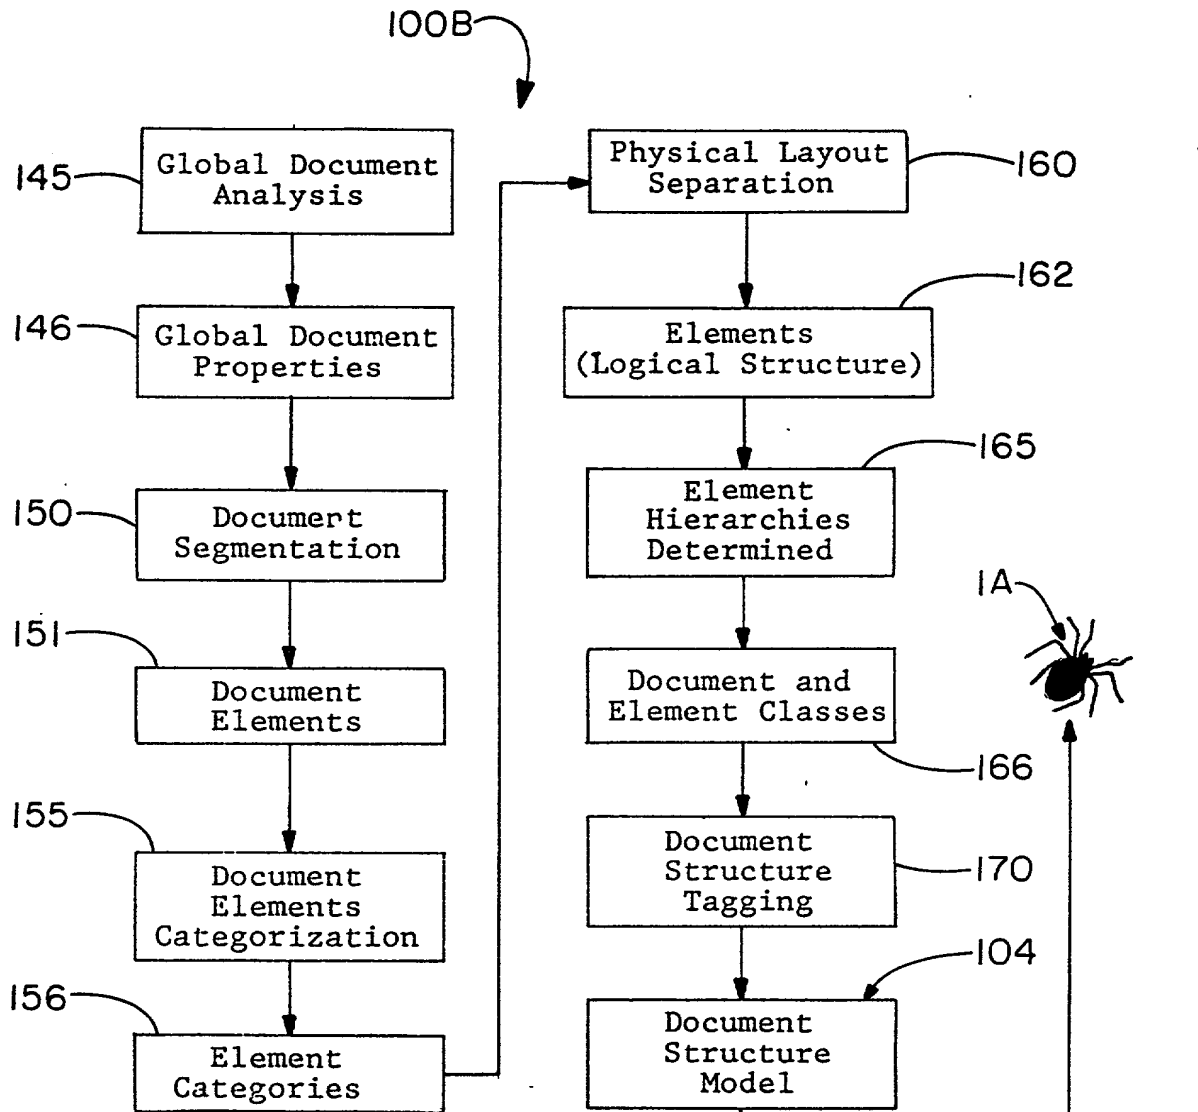 100B
145
Global Document
Analysis
146
Global Document
Properties
150
Document
Segmentation
151
Document
Elements
155
Document
Elements
Categorization
156
Element
Categories
Physical Layout
Separation
160
162
Elements
(Logical Structure)
165
Element
Hierarchies
Determined
1A
Document and
Element Classes
166
Document
Structure
Tagging
170
104
Document
Structure
Model